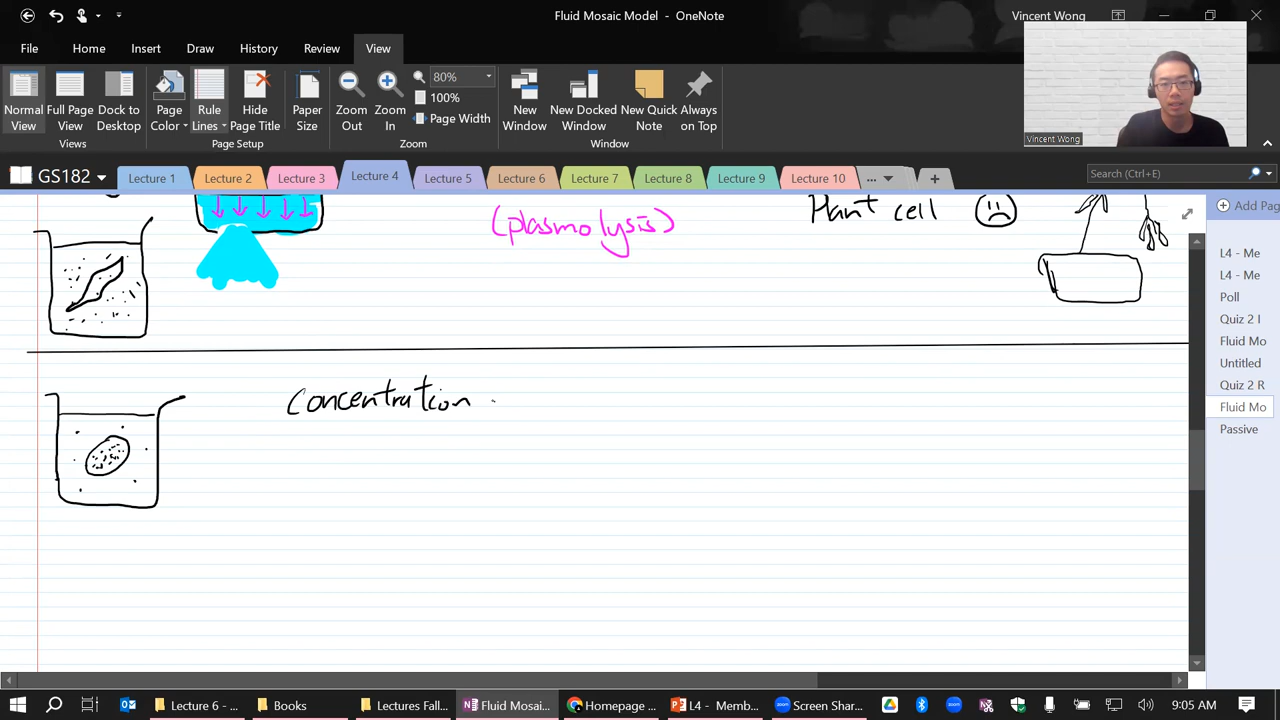 Fluid Mosaic Model - OneNote
Vincent Wong
File Home Insert Draw History Review View
Normal View
Full Page View
Dock to Desktop
Views
Page Color
Rule Lines
Hide Page Title
Paper Size
Page Setup
Zoom Out
Zoom In
80%
100%
Page Width
Zoom
New Window
New Docked Window
New Quick Note
Always on Top
Window
Vincent Wong
GS182
Lecture 1 Lecture 2 Lecture 3 Lecture 4 Lecture 5 Lecture 6 Lecture 7 Lecture 8 Lecture 9 Lecture 10 ...
Search (Ctrl+E)
Add Pag
L4 - Me
L4 - Me
Poll
Quiz 2 I
Fluid Mo
Untitled
Quiz 2 R
Fluid Mo
Passive
(plasmolysis)
Plant cell
Concentration
Lecture 6 - ... Books Lectures Fall... Fluid Mosai... Homepage ... L4 – Memb... Screen Shar... 9:05 AM